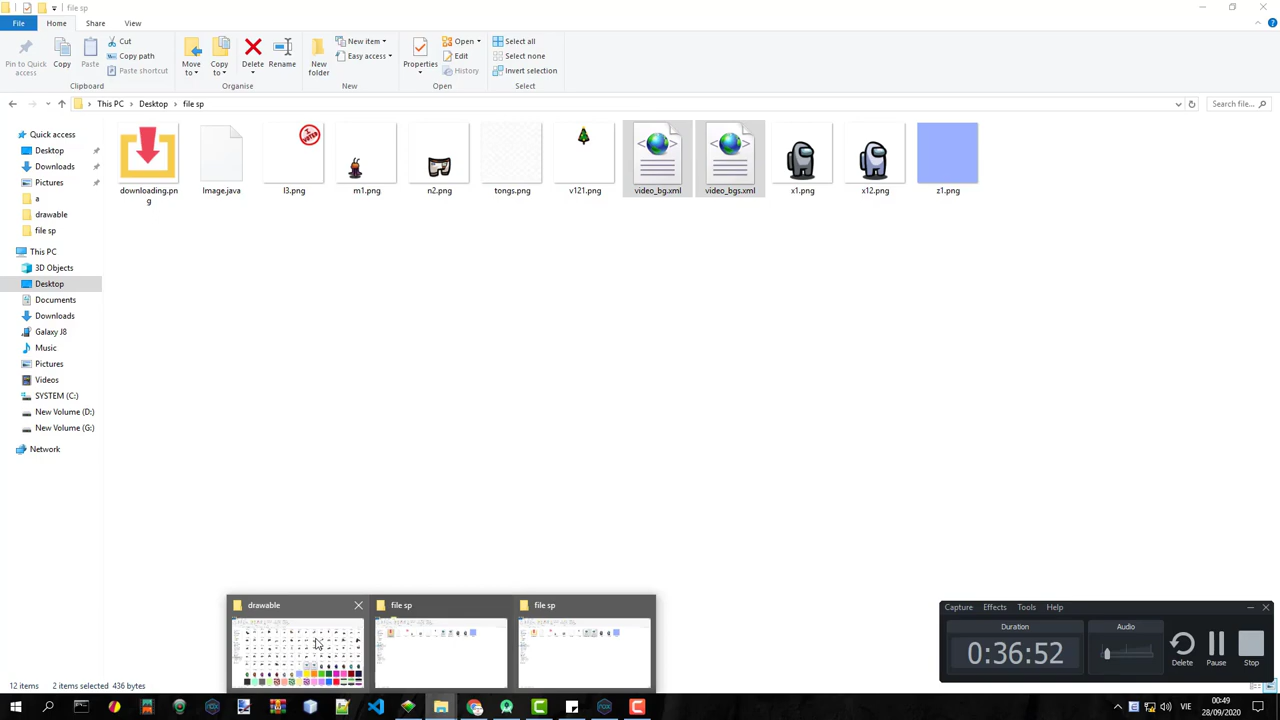 file sp
File Home Share View
Pin to Quick access
Copy
Paste
Cut
Copy path
Paste shortcut
Clipboard
Move to
Copy to
Delete
Rename
Organise
New folder
New item
Easy access
New
Properties
Open
Edit
History
Open
Select all
Select none
Invert selection
Select
This PC > Desktop > file sp
Search file...
Quick access
Desktop
Downloads
Pictures
a
drawable
file sp
This PC
3D Objects
Desktop
Documents
Downloads
Galaxy J8
Music
Pictures
Videos
SYSTEM (C:)
New Volume (D:)
New Volume (G:)
Network
I VOTED
downloading.png
Image.java
l3.png
m1.png
n2.png
tongs.png
v121.png
video_bg.xml
video_bgs.xml
x1.png
x12.png
z1.png
drawable
file sp
file sp
Capture Effects Tools Help
Duration
0:36:52
Audio
Delete
Pause
Stop
12 items 2 items selected 436 bytes
VIE
00:49
28/09/2020